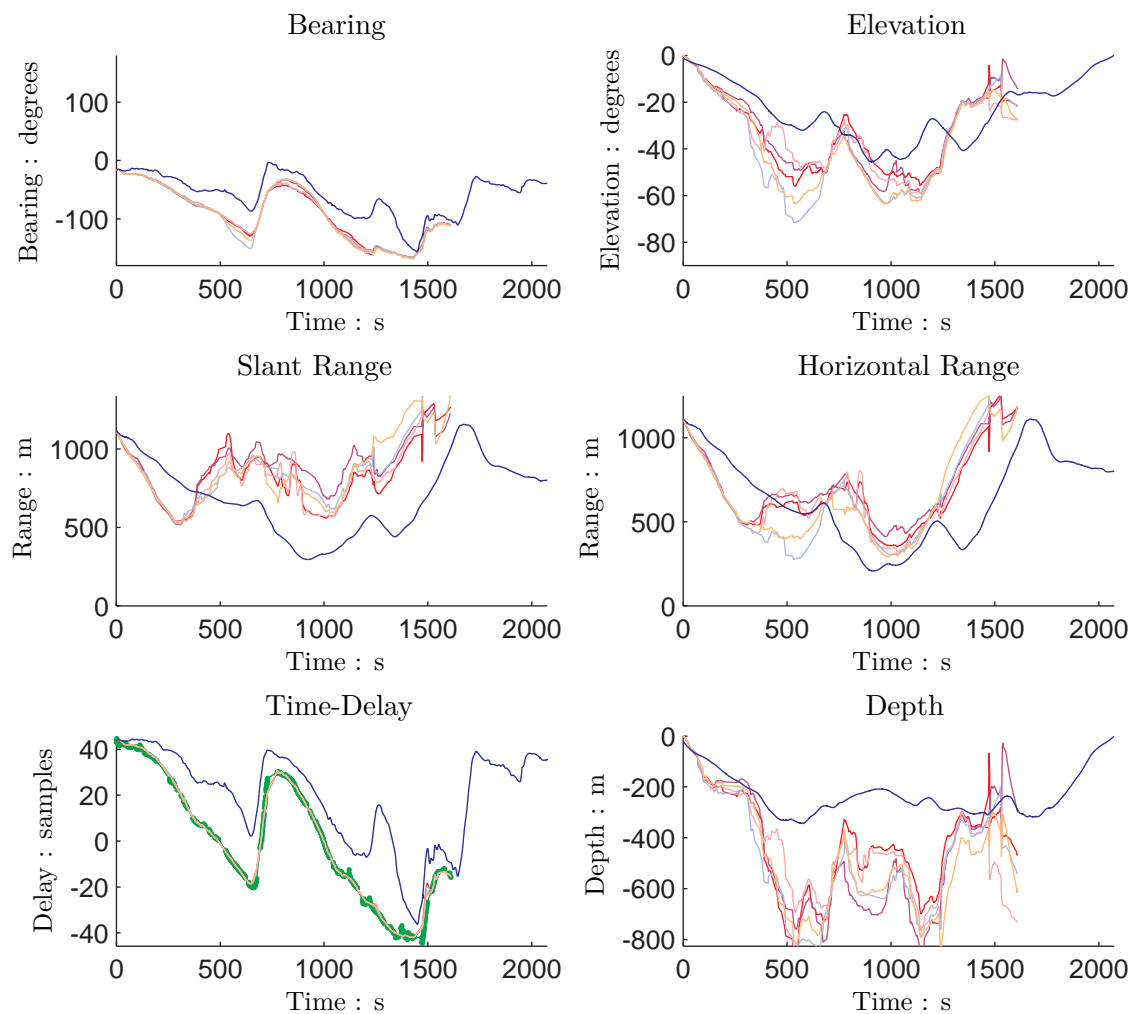 Bearing
Bearing : degrees
100
0
-100
0 500 1000 1500 2000
Time : s
Elevation
Elevation : degrees
0
-20
-40
-60
-80
0 500 1000 1500 2000
Time : s
Slant Range
Range : m
1000
500
0
0 500 1000 1500 2000
Time : s
Horizontal Range
Range : m
1000
500
0
0 500 1000 1500 2000
Time : s
Time-Delay
Delay : samples
40
20
0
-20
-40
0 500 1000 1500 2000
Time : s
Depth
Depth : m
0
-200
-400
-600
-800
0 500 1000 1500 2000
Time : s